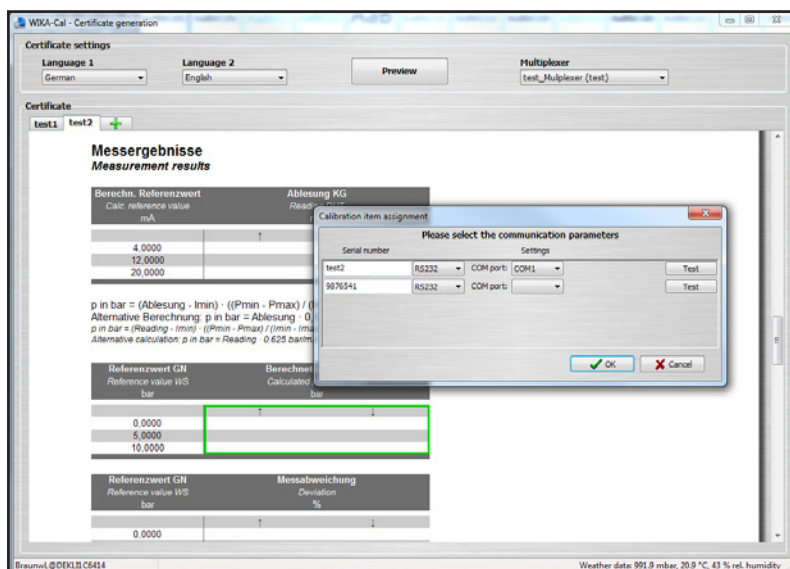 WIKA-Cal - Certificate generation
Certificate settings
Language 1
Language 2
Multiplexer
German
English
Preview
test_Muliplexer (test)
Certificate
test1
test2
Messergebnisse
Measurement results
Berechn. Referenzwert
Ablesung KG
Calc. reference value
mA
↑
4,0000
12,0000
20,0000
p in bar = (Ablesung - Imin) · ((Pmin - Pmax) /
Alternative Berechnung: p in bar = Ablesung · 0,
p in bar = (Reading - Imin) · ((Pmin - Pmax) / (Imin -
Alternative calculation: p in bar = Reading · 0.625
Calibration item assignment
Please select the communication parameters
Serial number
Settings
test2
RS232
COM port:
COM1
Test
9876541
RS232
COM port:
Test
OK
Cancel
Referenzwert GN
Reference value WS
Calculated
bar
bar
↑
↓
0,0000
5,0000
10,0000
Referenzwert GN
Messabweichung
Reference value WS
Deviation
bar
%
↑
↓
0,0000
Weather data: 991.9 mbar, 20.9 °C, 43 % rel. humidity